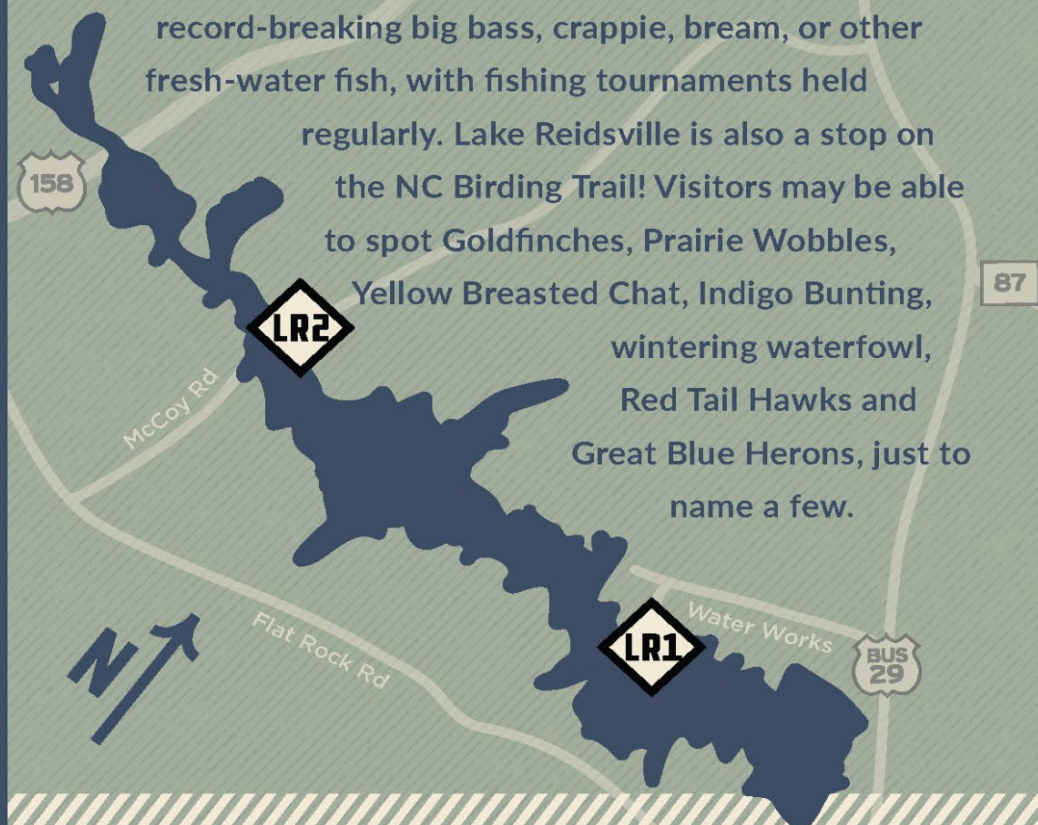 record-breaking big bass, crappie, bream, or other
fresh-water fish, with fishing tournaments held
regularly. Lake Reidsville is also a stop on
the NC Birding Trail! Visitors may be able
to spot Goldfinches, Prairie Wobbles,
Yellow Breasted Chat, Indigo Bunting,
wintering waterfowl,
Red Tail Hawks and
Great Blue Herons, just to
name a few.
158
87
LR2
McCoy Rd
Flat Rock Rd
N
LR1
Water Works
BUS
29